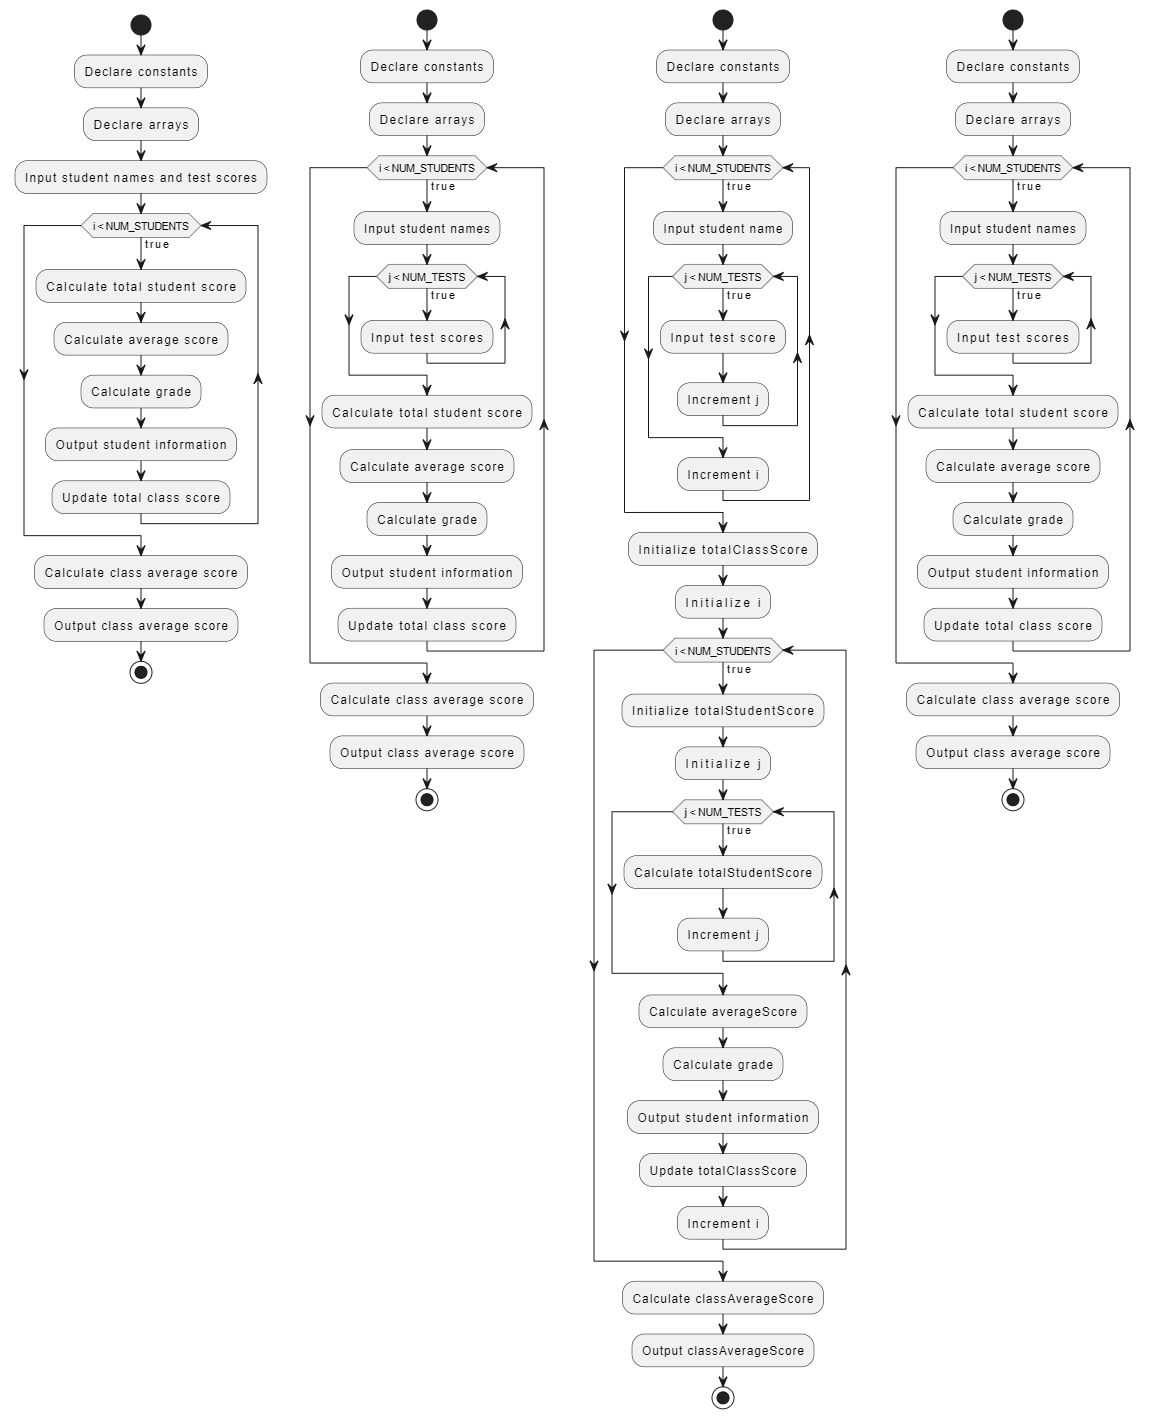 Declare constants
Declare arrays
Input student names and test scores
i < NUM_STUDENTS
true
Calculate total student score
Calculate average score
Calculate grade
Output student information
Update total class score
Calculate class average score
Output class average score
Declare constants
Declare arrays
i < NUM_STUDENTS
true
Input student names
j < NUM_TESTS
true
Input test scores
Calculate total student score
Calculate average score
Calculate grade
Output student information
Update total class score
Calculate class average score
Output class average score
Declare constants
Declare arrays
i < NUM_STUDENTS
true
Input student name
j < NUM_TESTS
true
Input test score
Increment j
Increment i
Initialize totalClassScore
Initialize i
i < NUM_STUDENTS
true
Initialize totalStudentScore
Initialize j
j < NUM_TESTS
true
Calculate totalStudentScore
Increment j
Calculate averageScore
Calculate grade
Output student information
Update totalClassScore
Increment i
Calculate classAverageScore
Output classAverageScore
Declare constants
Declare arrays
i < NUM_STUDENTS
true
Input student names
j < NUM_TESTS
true
Input test scores
Calculate total student score
Calculate average score
Calculate grade
Output student information
Update total class score
Calculate class average score
Output class average score